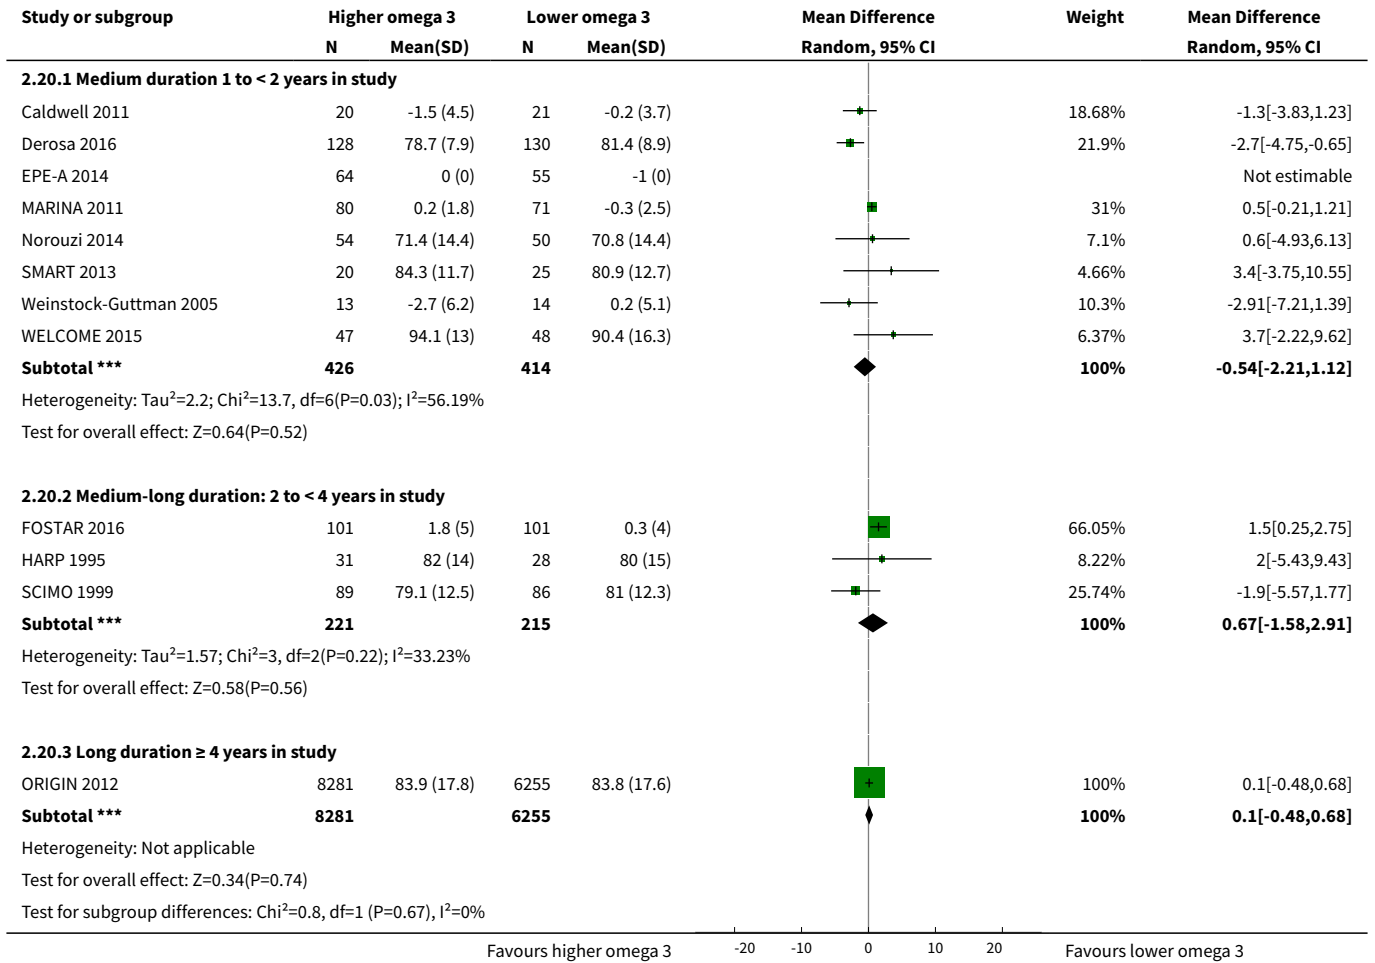 Study or subgroup Higher omega 3 Lower omega 3 Mean Difference Weight Mean Difference
N Mean(SD) N Mean(SD) Random, 95% CI Random, 95% CI
2.20.1 Medium duration 1 to < 2 years in study
Caldwell 2011 20 -1.5 (4.5) 21 -0.2 (3.7) 18.68% -1.3[-3.83,1.23]
Derosa 2016 128 78.7 (7.9) 130 81.4 (8.9) 21.9% -2.7[-4.75,-0.65]
EPE-A 2014 64 0 (0) 55 -1 (0) Not estimable
MARINA 2011 80 0.2 (1.8) 71 -0.3 (2.5) 31% 0.5[-0.21,1.21]
Norouzi 2014 54 71.4 (14.4) 50 70.8 (14.4) 7.1% 0.6[-4.93,6.13]
SMART 2013 20 84.3 (11.7) 25 80.9 (12.7) 4.66% 3.4[-3.75,10.55]
Weinstock-Guttman 2005 13 -2.7 (6.2) 14 0.2 (5.1) 10.3% -2.91[-7.21,1.39]
WELCOME 2015 47 94.1 (13) 48 90.4 (16.3) 6.37% 3.7[-2.22,9.62]
Subtotal *** 426 414 100% -0.54[-2.21,1.12]
Heterogeneity: Tau²=2.2; Chi²=13.7, df=6(P=0.03); I²=56.19%
Test for overall effect: Z=0.64(P=0.52)
2.20.2 Medium-long duration: 2 to < 4 years in study
FOSTAR 2016 101 1.8 (5) 101 0.3 (4) 66.05% 1.5[0.25,2.75]
HARP 1995 31 82 (14) 28 80 (15) 8.22% 2[-5.43,9.43]
SCIMO 1999 89 79.1 (12.5) 86 81 (12.3) 25.74% -1.9[-5.57,1.77]
Subtotal *** 221 215 100% 0.67[-1.58,2.91]
Heterogeneity: Tau²=1.57; Chi²=3, df=2(P=0.22); I²=33.23%
Test for overall effect: Z=0.58(P=0.56)
2.20.3 Long duration ≥ 4 years in study
ORIGIN 2012 8281 83.9 (17.8) 6255 83.8 (17.6) 100% 0.1[-0.48,0.68]
Subtotal *** 8281 6255 100% 0.1[-0.48,0.68]
Heterogeneity: Not applicable
Test for overall effect: Z=0.34(P=0.74)
Test for subgroup differences: Chi²=0.8, df=1 (P=0.67), I²=0%
Favours higher omega 3 -20 -10 0 10 20 Favours lower omega 3